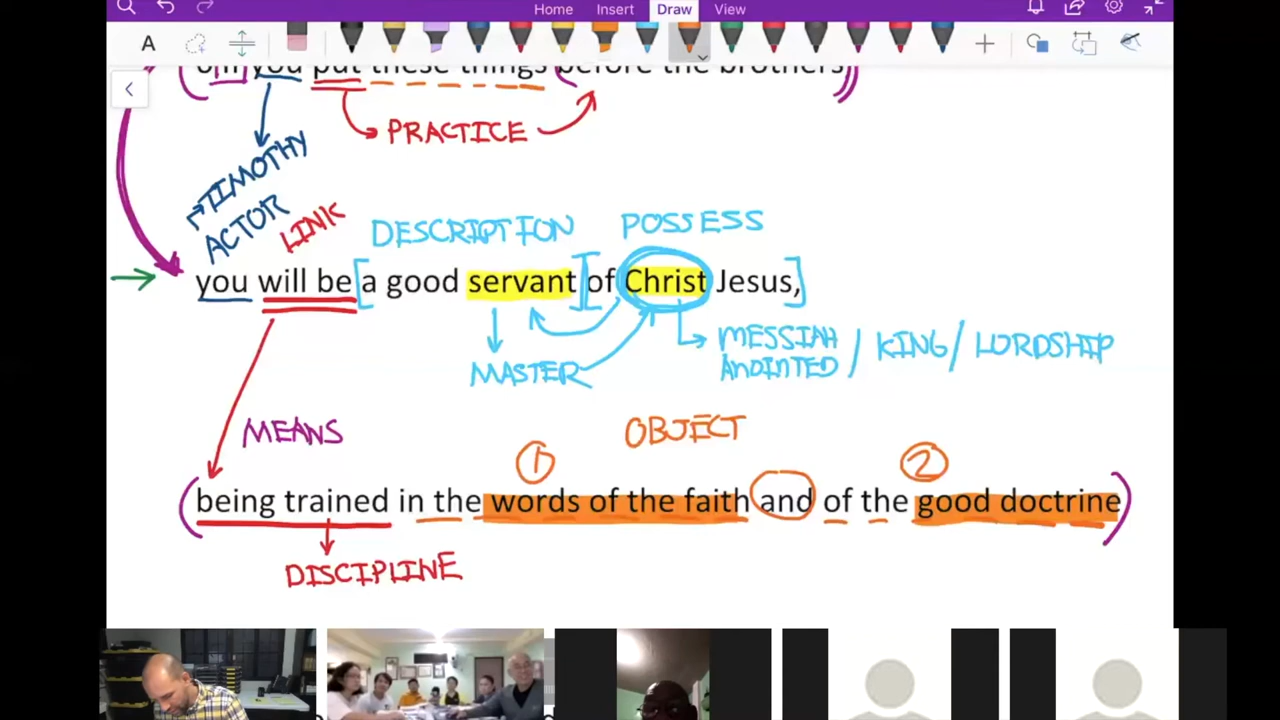 Home Insert Draw View
A
(if you put these things (before the brothers))
PRACTICE
TIMOTHY
ACTOR
LINK
DESCRIPTION
POSSESS
you will be [a good servant][of Christ Jesus,]
MASTER
MESSIAH
ANOINTED / KING / LORDSHIP
MEANS
OBJECT
1 2
(being trained in the words of the faith and of the good doctrine)
DISCIPLINE